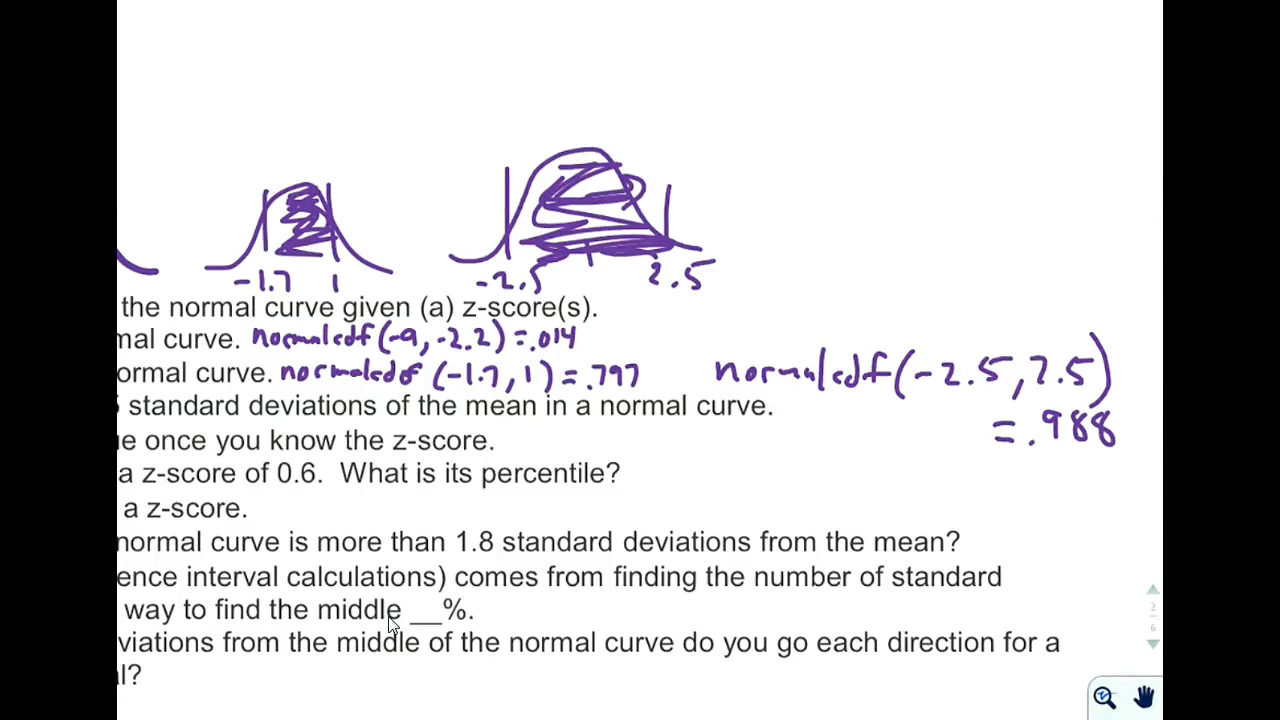 -1.7 1
-2.5 2.5
the normal curve given (a) z-score(s).
mal curve. normalcdf(-9, -2.2) = .014
ormal curve. normalcdf (-1.7, 1) = .797
normalcdf(-2.5, 2.5)
standard deviations of the mean in a normal curve.
= .988
e once you know the z-score.
a z-score of 0.6. What is its percentile?
a z-score.
normal curve is more than 1.8 standard deviations from the mean?
ence interval calculations) comes from finding the number of standard
way to find the middle __%.
viations from the middle of the normal curve do you go each direction for a
l?
2
6